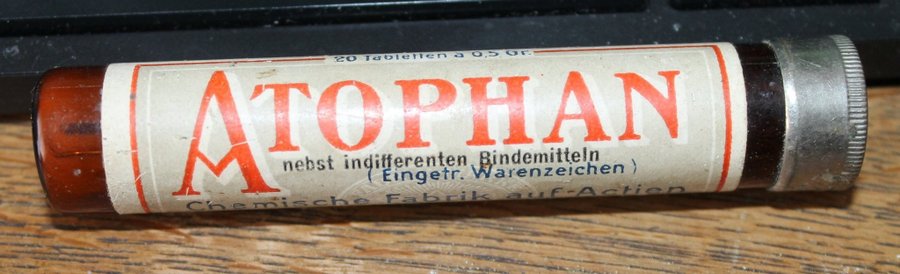 20 Tabletten à 0,5 Gr.
ATOPHAN
nebst indifferenten Bindemitteln
(Eingetr. Warenzeichen)
Chemische Fabrik auf Actien